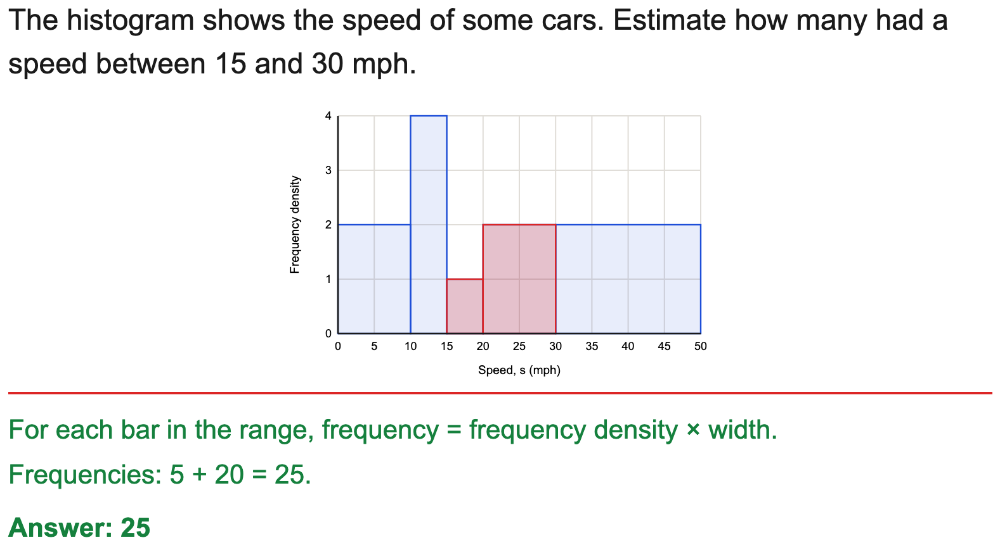 The histogram shows the speed of some cars. Estimate how many had a
speed between 15 and 30 mph.
4
3
2
1
0
Frequency density
0 5 10 15 20 25 30 35 40 45 50
Speed, s (mph)
For each bar in the range, frequency = frequency density × width.
Frequencies: 5 + 20 = 25.
Answer: 25